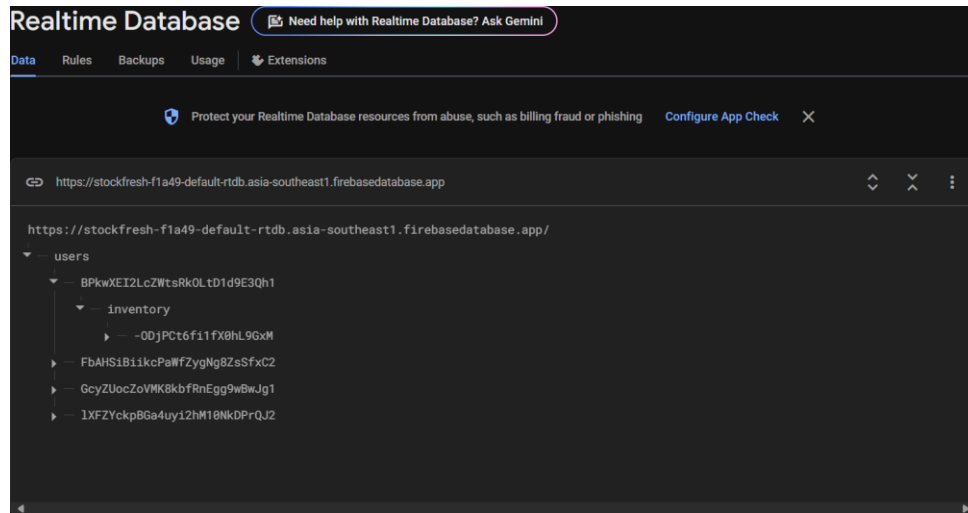 Realtime Database Need help with Realtime Database? Ask Gemini
Data Rules Backups Usage Extensions
Protect your Realtime Database resources from abuse, such as billing fraud or phishing Configure App Check
https://stockfresh-f1a49-default-rtdb.asia-southeast1.firebasedatabase.app
https://stockfresh-f1a49-default-rtdb.asia-southeast1.firebasedatabase.app/
users
BPkwXEI2LcZWtsRkOLtD1d9E3Qh1
inventory
-ODjPCt6fi1fX0hL9GxM
FbAHSiBiikcPaWfZygNg8ZsSfxC2
GcyZUocZoVMK8kbfRnEgg9wBwJg1
lXFZYckpBGa4uyi2hM10NkDPrQJ2